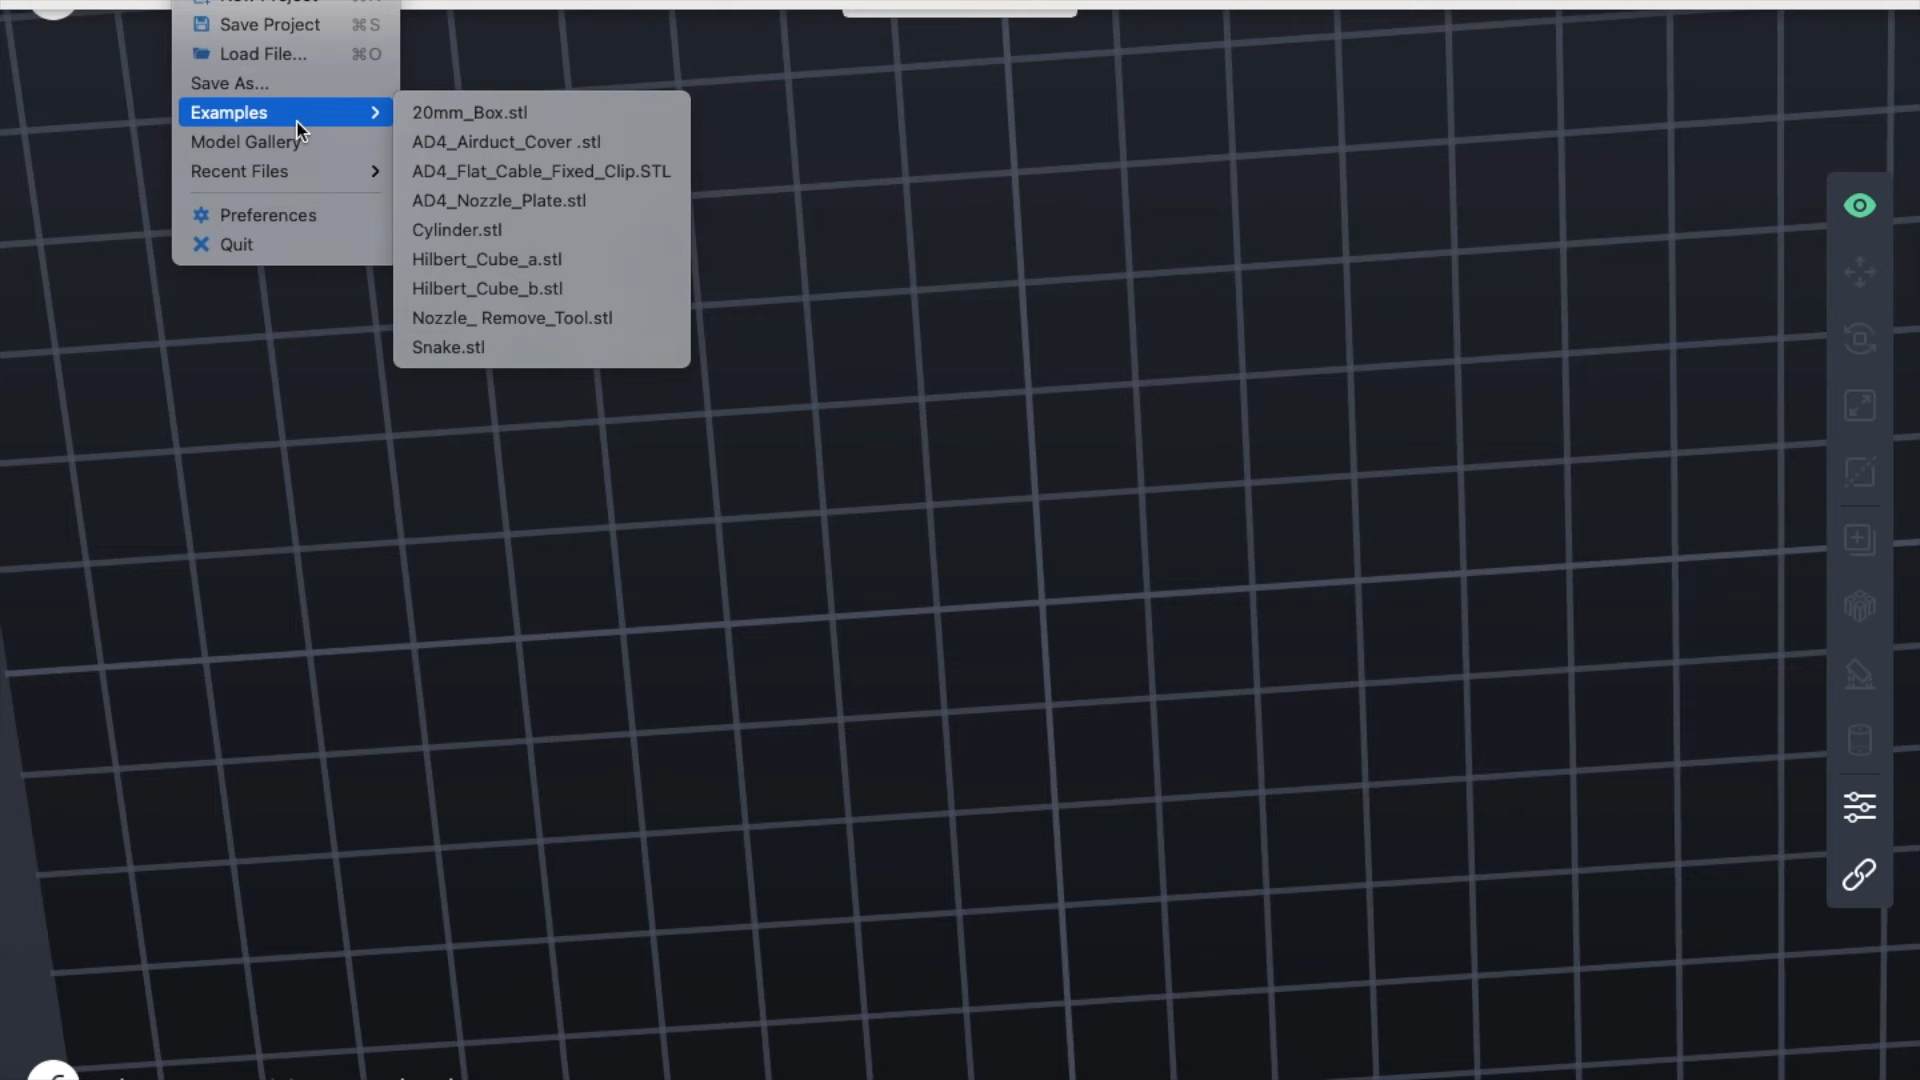 Save Project ⌘S
Load File... ⌘O
Save As...
Examples
Model Gallery
Recent Files
Preferences
Quit
20mm_Box.stl
AD4_Airduct_Cover .stl
AD4_Flat_Cable_Fixed_Clip.STL
AD4_Nozzle_Plate.stl
Cylinder.stl
Hilbert_Cube_a.stl
Hilbert_Cube_b.stl
Nozzle_ Remove_Tool.stl
Snake.stl